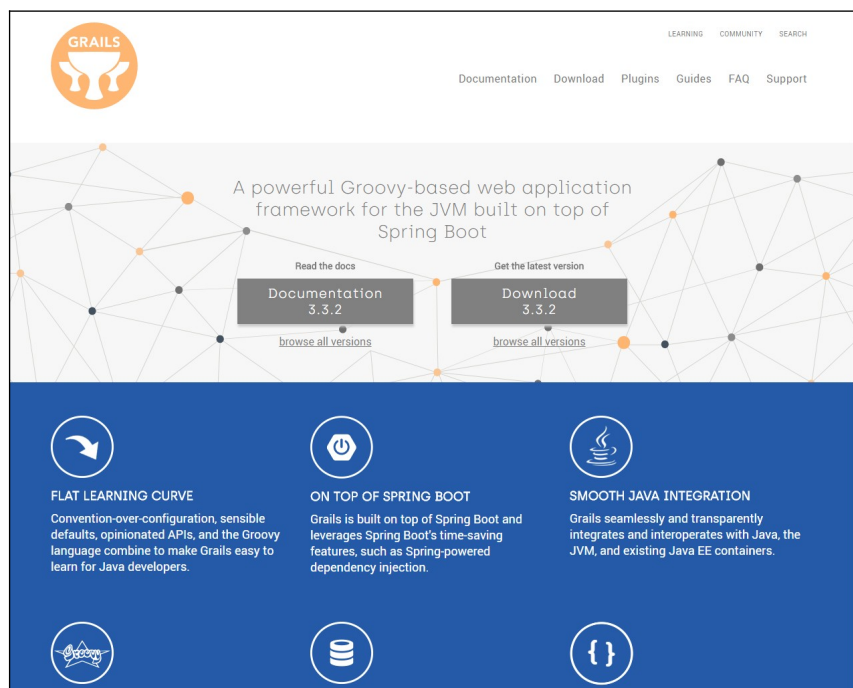 GRAILS
LEARNING COMMUNITY SEARCH
Documentation Download Plugins Guides FAQ Support
A powerful Groovy-based web application
framework for the JVM built on top of
Spring Boot
Read the docs
Documentation
3.3.2
browse all versions
Get the latest version
Download
3.3.2
browse all versions
FLAT LEARNING CURVE
Convention-over-configuration, sensible
defaults, opinionated APIs, and the Groovy
language combine to make Grails easy to
learn for Java developers.
ON TOP OF SPRING BOOT
Grails is built on top of Spring Boot and
leverages Spring Boot's time-saving
features, such as Spring-powered
dependency injection.
SMOOTH JAVA INTEGRATION
Grails seamlessly and transparently
integrates and interoperates with Java, the
JVM, and existing Java EE containers.
Groovy
{ }